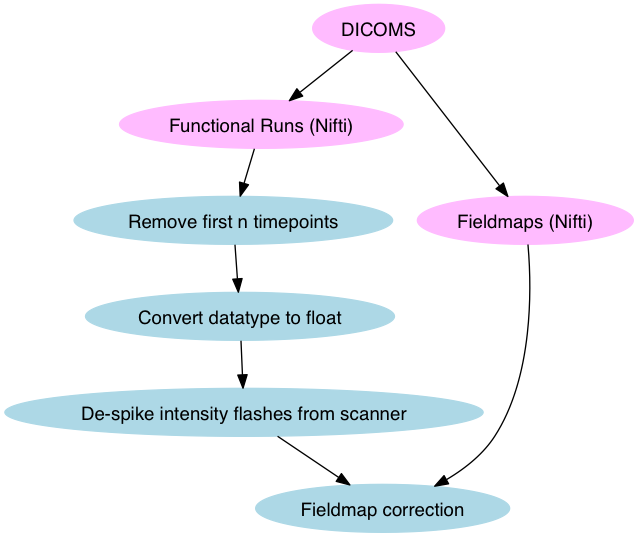 DICOMS
Functional Runs (Nifti)
Remove first n timepoints
Fieldmaps (Nifti)
Convert datatype to float
De-spike intensity flashes from scanner
Fieldmap correction